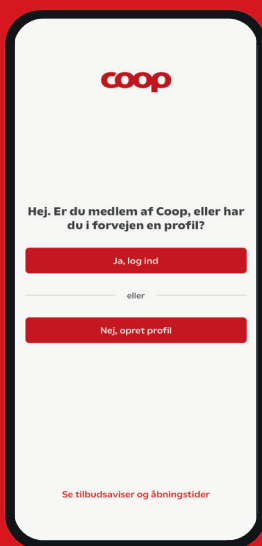 coop
Hej. Er du medlem af Coop, eller har
du i forvejen en profil?
Ja, log ind
eller
Nej, opret profil
Se tilbudsaviser og åbningstider